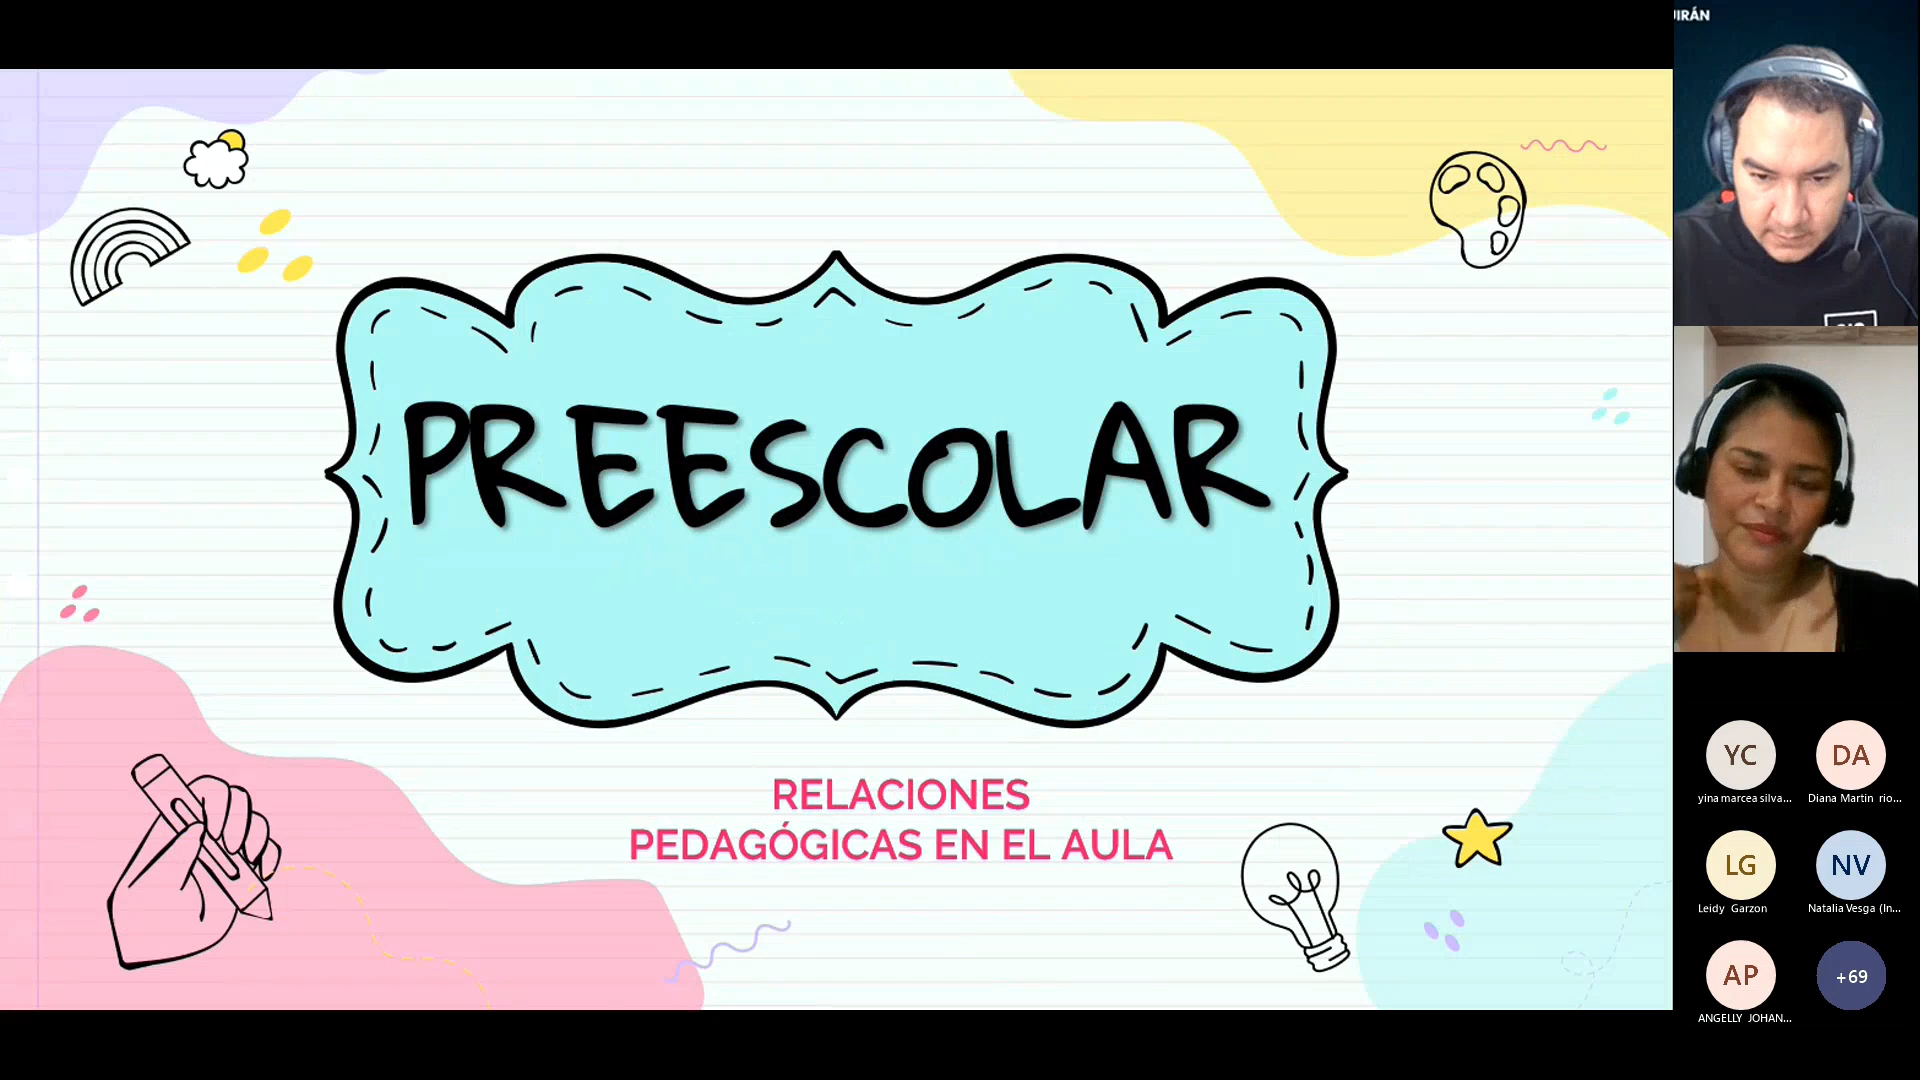 PREESCOLAR
RELACIONES
PEDAGÓGICAS EN EL AULA
YC
yina marcea silva...
DA
Diana Martin rio...
LG
Leidy Garzon
NV
Natalia Vesga (In...
AP
ANGELLY JOHAN...
+69